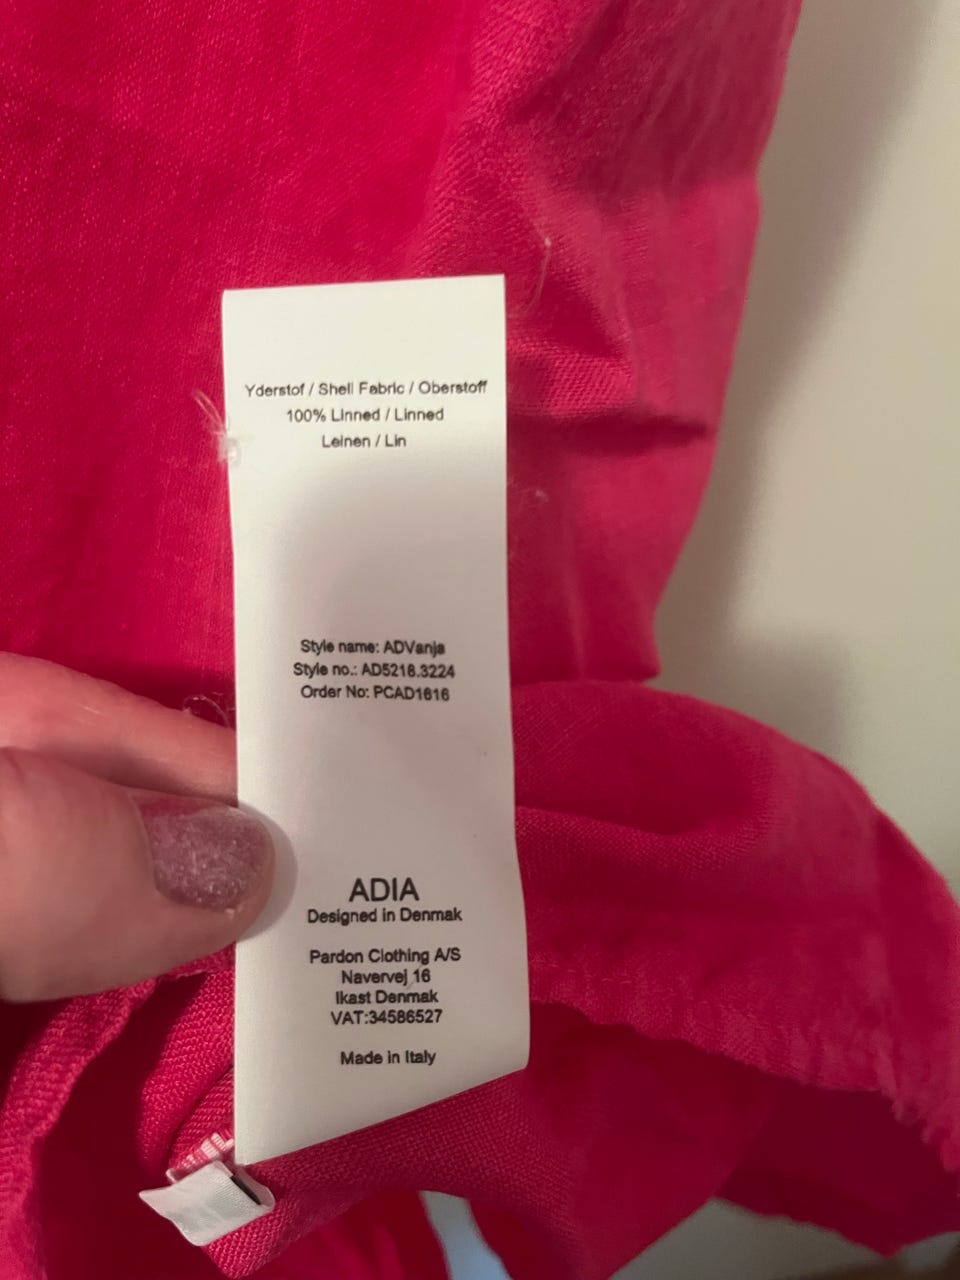 Yderstof / Shell Fabric / Oberstoff
100% Linned / Linned
Leinen / Lin
Style name: ADVanja
Style no.: AD5218.3224
Order No: PCAD1616
ADIA
Designed in Denmak
Pardon Clothing A/S
Navervej 16
Ikast Denmak
VAT:34586527
Made in Italy